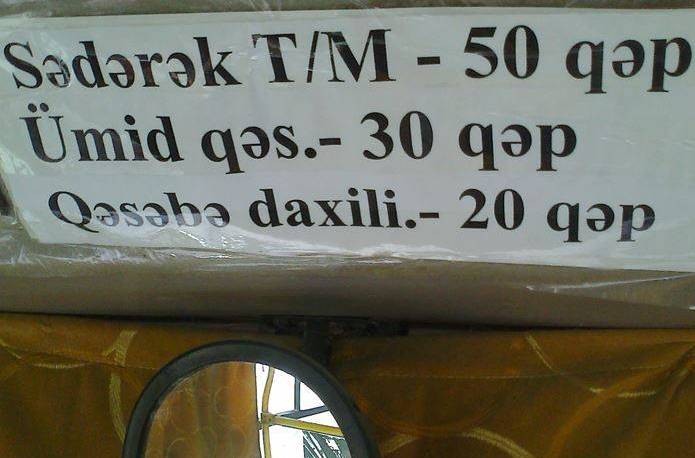 Sədərək T/M - 50 qəp
Ümid qəs.- 30 qəp
Qəsəbə daxili.- 20 qəp